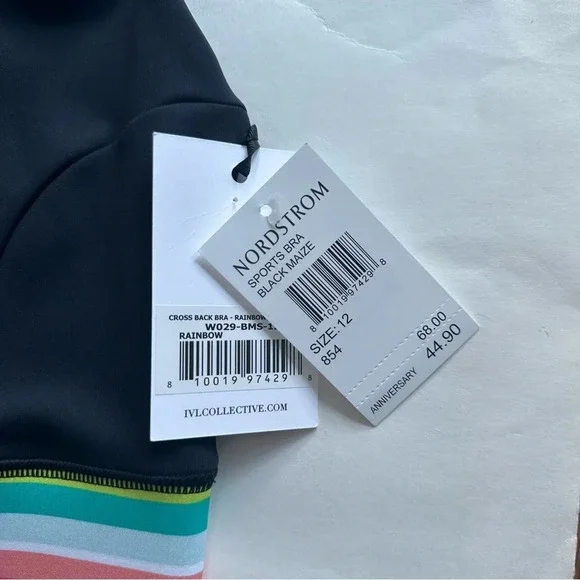 CROSS BACK BRA - RAINBOW
W029-BMS-1
RAINBOW
8 10019 97429 8
IVLCOLLECTIVE.COM
NORDSTROM
SPORTS BRA
BLACK MAIZE
8 10019 97429 8
SIZE:12
854
68.00
44.90
ANNIVERSARY